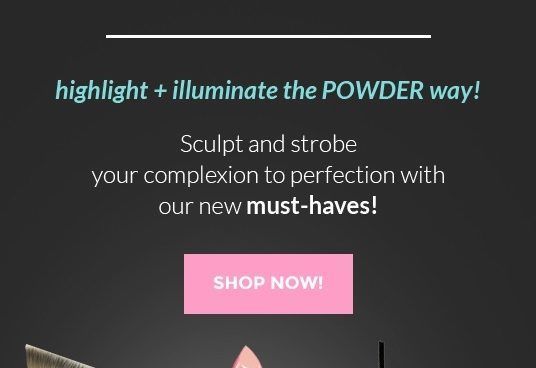 highlight + illuminate the POWDER way!
Sculpt and strobe
your complexion to perfection with
our new must-haves!
SHOP NOW!